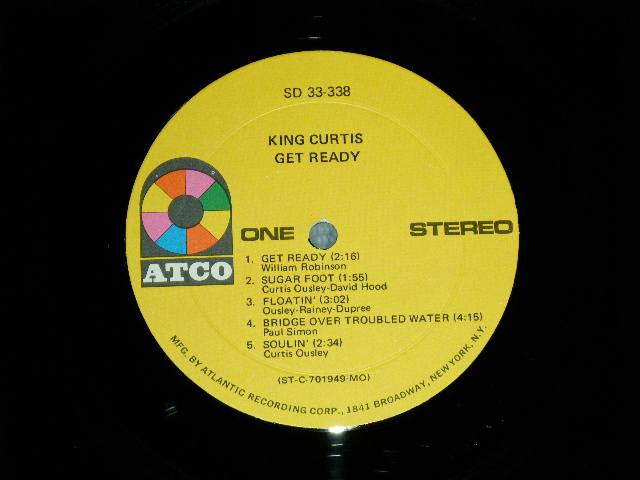 SD 33-338
KING CURTIS
GET READY
ATCO
ONE
STEREO
1. GET READY (2:16)
William Robinson
2. SUGAR FOOT (1:55)
Curtis Ousley-David Hood
3. FLOATIN' (3:02)
Ousley-Rainey-Dupree
4. BRIDGE OVER TROUBLED WATER (4:15)
Paul Simon
5. SOULIN' (2:34)
Curtis Ousley
(ST-C-701949-MO)
MFG. BY ATLANTIC RECORDING CORP., 1841 BROADWAY, NEW YORK, N.Y.